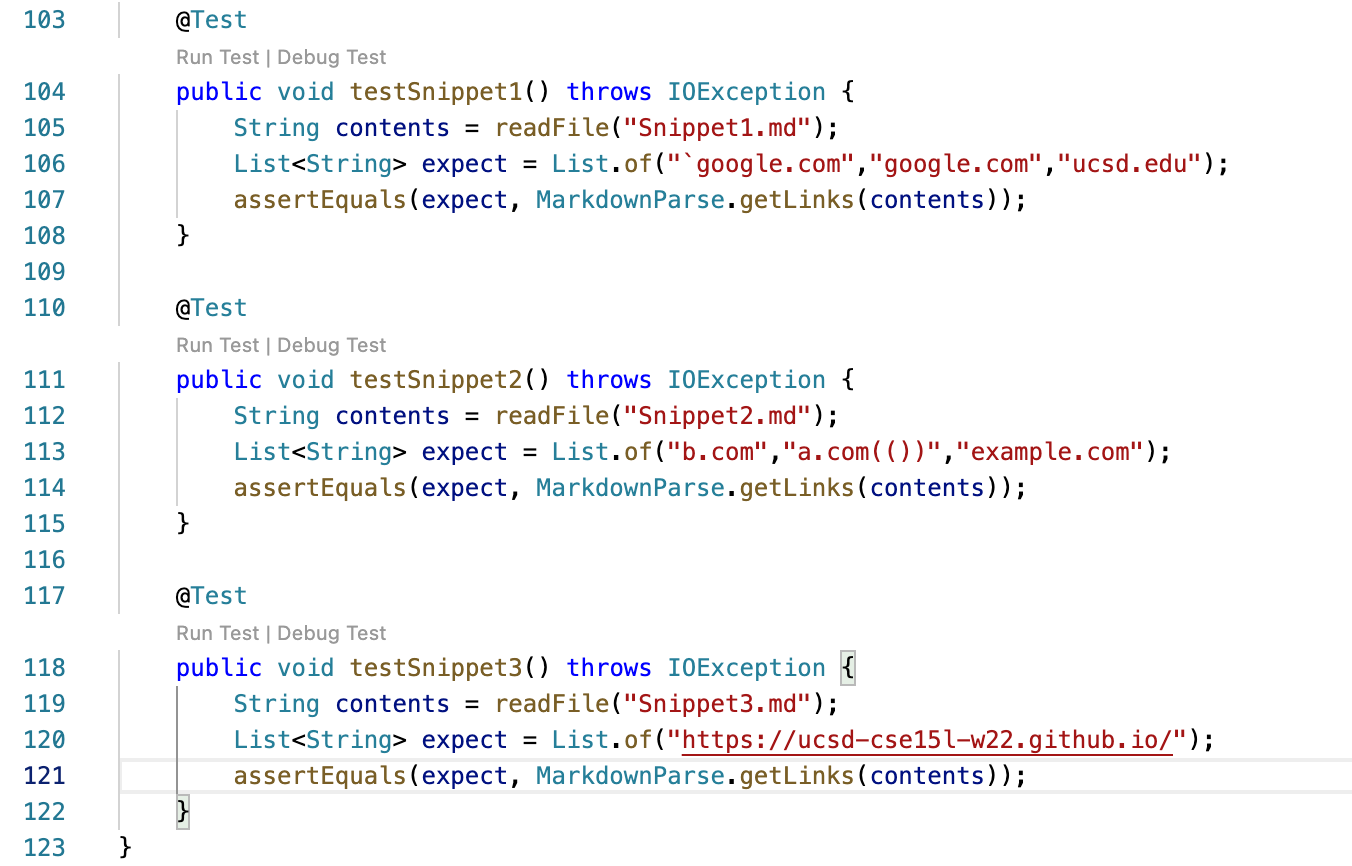 103 @Test
Run Test | Debug Test
104 public void testSnippet1() throws IOException {
105 String contents = readFile("Snippet1.md");
106 List<String> expect = List.of("`google.com","google.com","ucsd.edu");
107 assertEquals(expect, MarkdownParse.getLinks(contents));
108 }
109
110 @Test
Run Test | Debug Test
111 public void testSnippet2() throws IOException {
112 String contents = readFile("Snippet2.md");
113 List<String> expect = List.of("b.com","a.com(())","example.com");
114 assertEquals(expect, MarkdownParse.getLinks(contents));
115 }
116
117 @Test
Run Test | Debug Test
118 public void testSnippet3() throws IOException {
119 String contents = readFile("Snippet3.md");
120 List<String> expect = List.of("https://ucsd-cse15l-w22.github.io/");
121 assertEquals(expect, MarkdownParse.getLinks(contents));
122 }
123 }